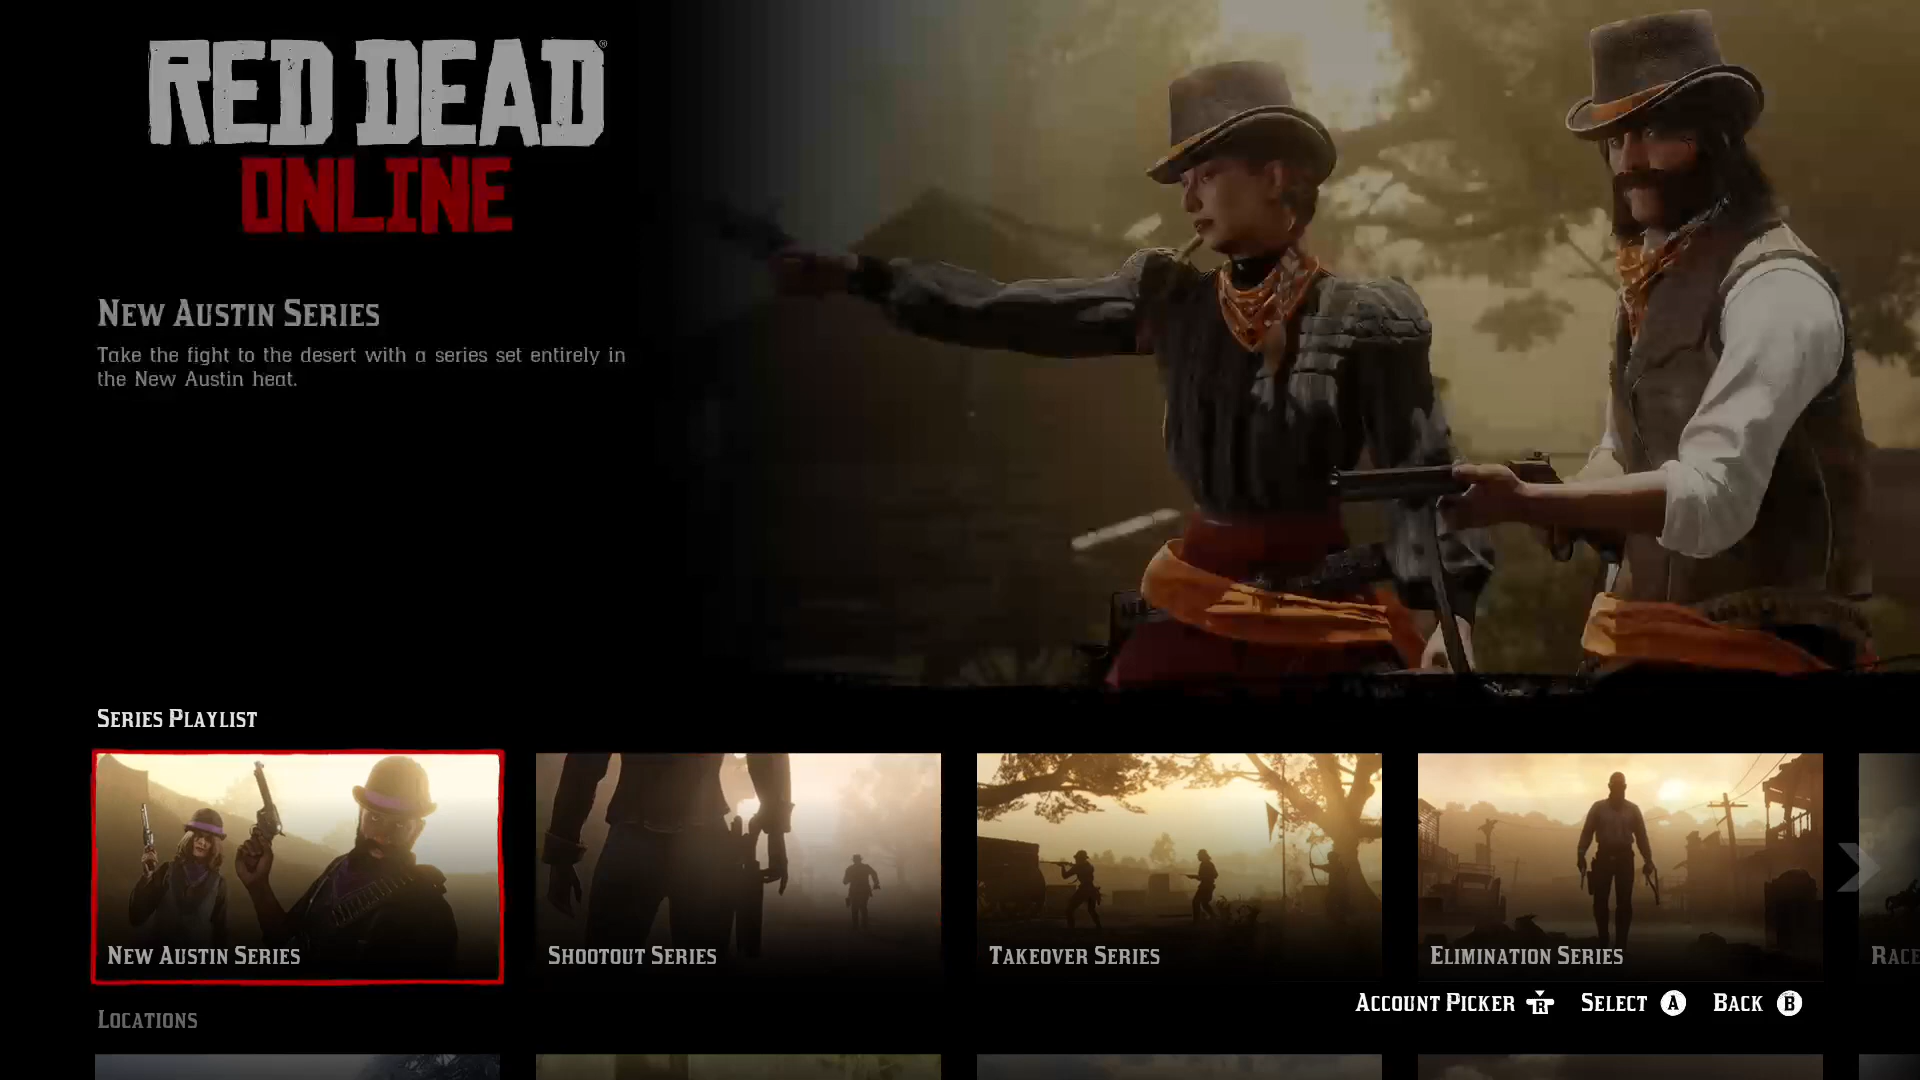 RED DEAD®
ONLINE
NEW AUSTIN SERIES
Take the fight to the desert with a series set entirely in
the New Austin heat.
SERIES PLAYLIST
NEW AUSTIN SERIES
SHOOTOUT SERIES
TAKEOVER SERIES
ELIMINATION SERIES
RACE
ACCOUNT PICKER R SELECT A BACK B
LOCATIONS